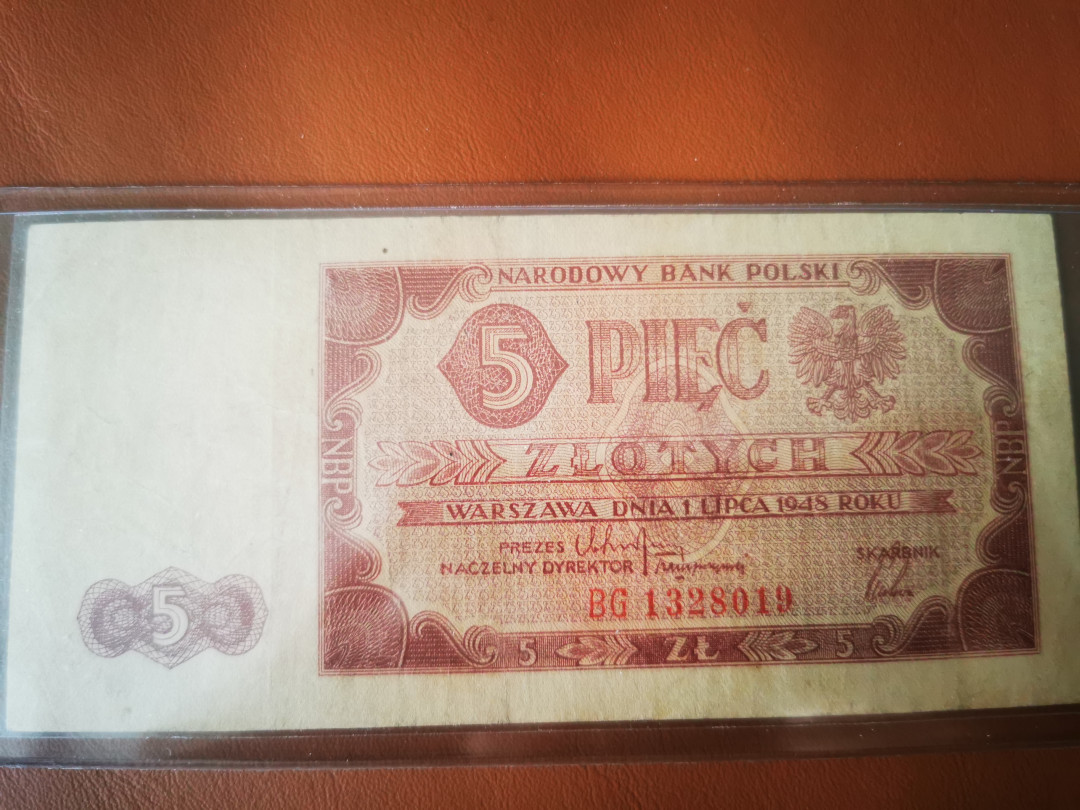 NARODOWY BANK POLSKI
5 PIĘĆ
ZŁOTYCH
WARSZAWA DNIA 1 LIPCA 1948 ROKU
PREZES
NACZELNY DYREKTOR
SKARBNIK
BG 1328019
NBP
NBP
5
5 ZŁ 5